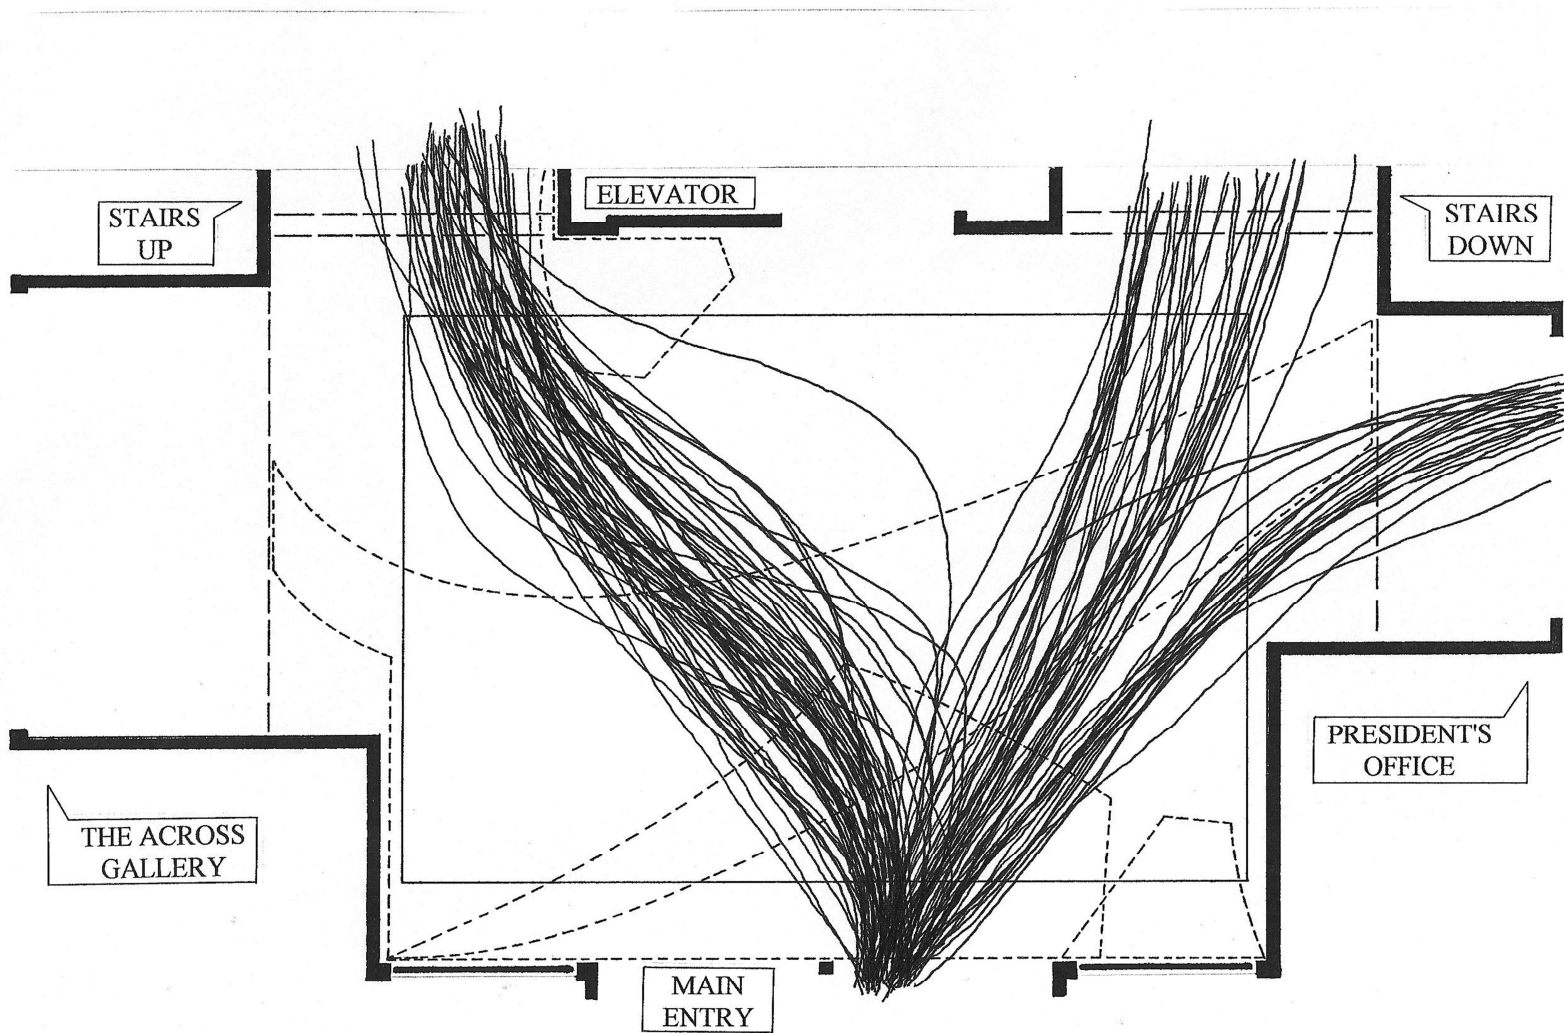 ELEVATOR
STAIRS
UP
STAIRS
DOWN
PRESIDENT'S
OFFICE
THE ACROSS
GALLERY
MAIN
ENTRY